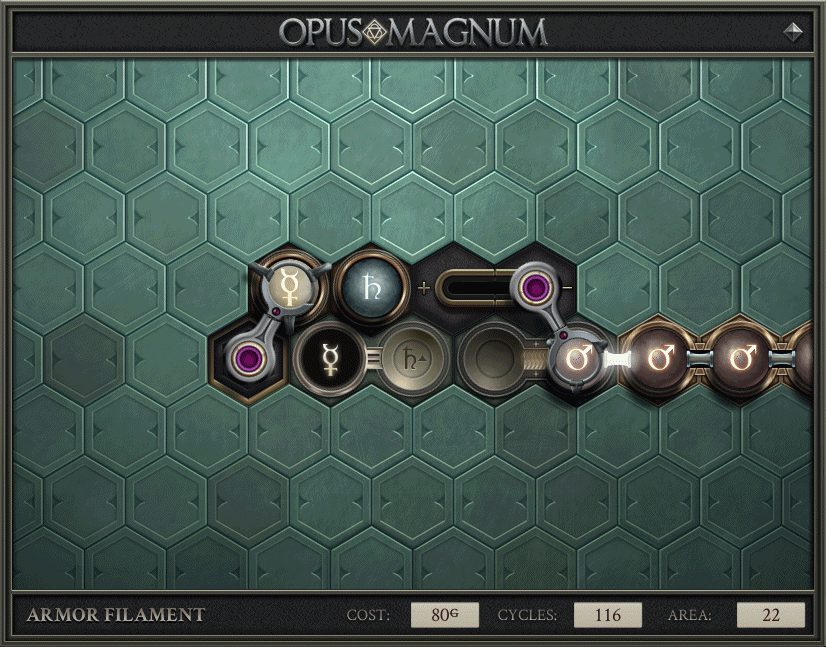 OPUS MAGNUM
☿ ♄ + −
☿ = ♄ ♂ ♂ ♂
ARMOR FILAMENT COST: 80G CYCLES: 116 AREA: 22